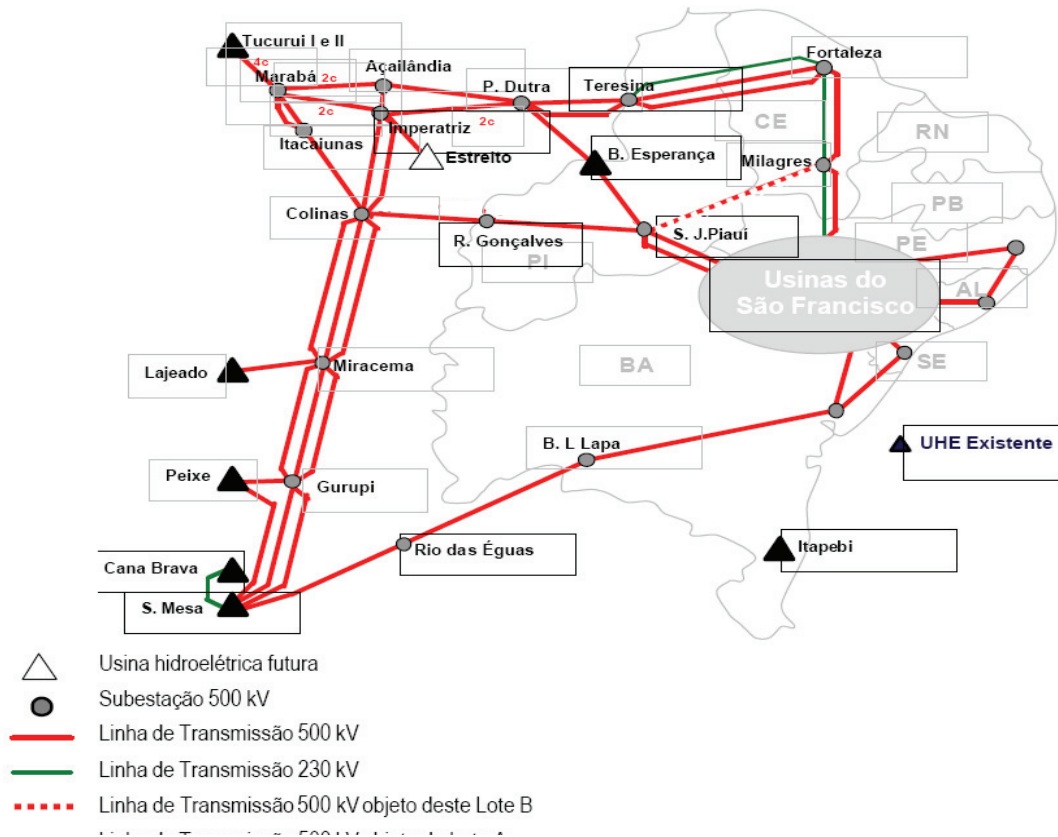 Tucurui I e II
Fortaleza
4c
Açailândia
Marabá
2c
P. Dutra
Teresina
2c
Imperatriz
2c
CE
RN
Itacaiunas
Estreito
B. Esperança
Milagres
PB
Colinas
R. Gonçalves
S. J.Piauí
PE
PI
Usinas do
São Francisco
AL
BA
SE
Lajeado
Miracema
B. L Lapa
UHE Existente
Peixe
Gurupi
Rio das Éguas
Itapebi
Cana Brava
S. Mesa
Usina hidroelétrica futura
Subestação 500 kV
Linha de Transmissão 500 kV
Linha de Transmissão 230 kV
Linha de Transmissão 500 kV objeto deste Lote B